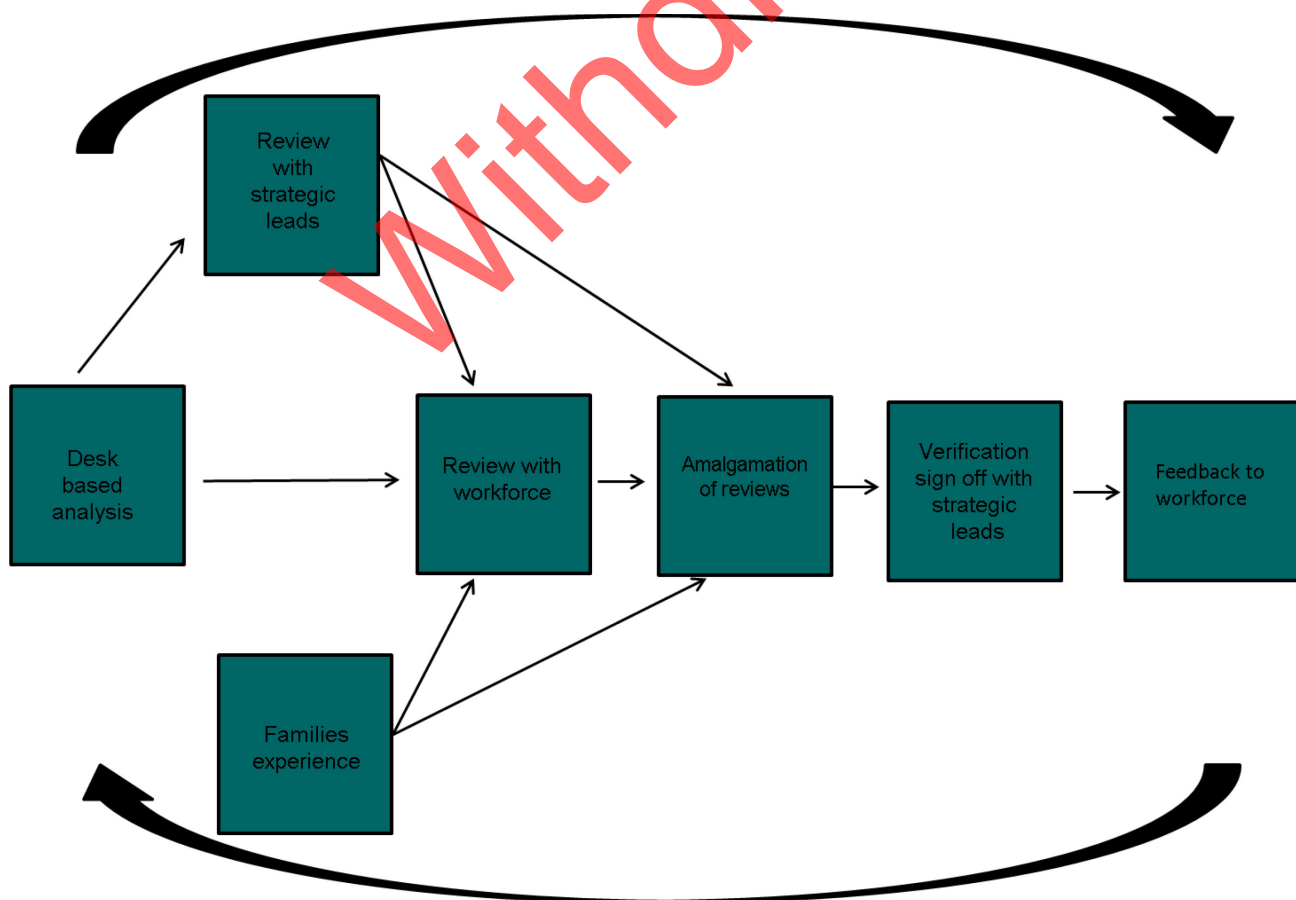 Review
with
strategic
leads
Desk
based
analysis
Review with
workforce
Amalgamation
of reviews
Verification
sign off with
strategic
leads
Feedback to
workforce
Families
experience